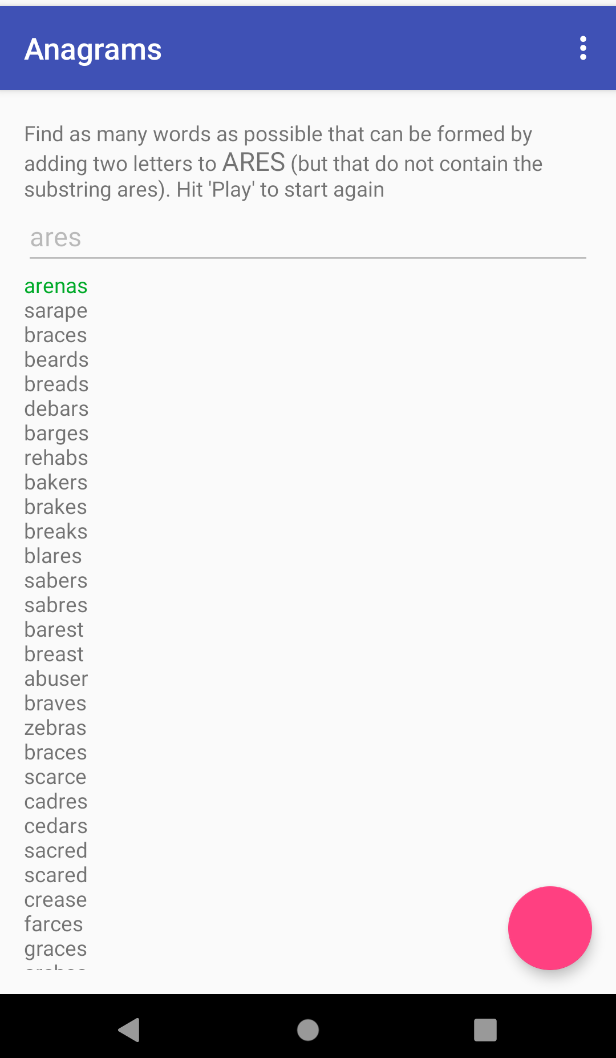 Anagrams
Find as many words as possible that can be formed by
adding two letters to ARES (but that do not contain the
substring ares). Hit 'Play' to start again
ares
arenas
sarape
braces
beards
breads
debars
barges
rehabs
bakers
brakes
breaks
blares
sabers
sabres
barest
breast
abuser
braves
zebras
braces
scarce
cadres
cedars
sacred
scared
crease
farces
graces